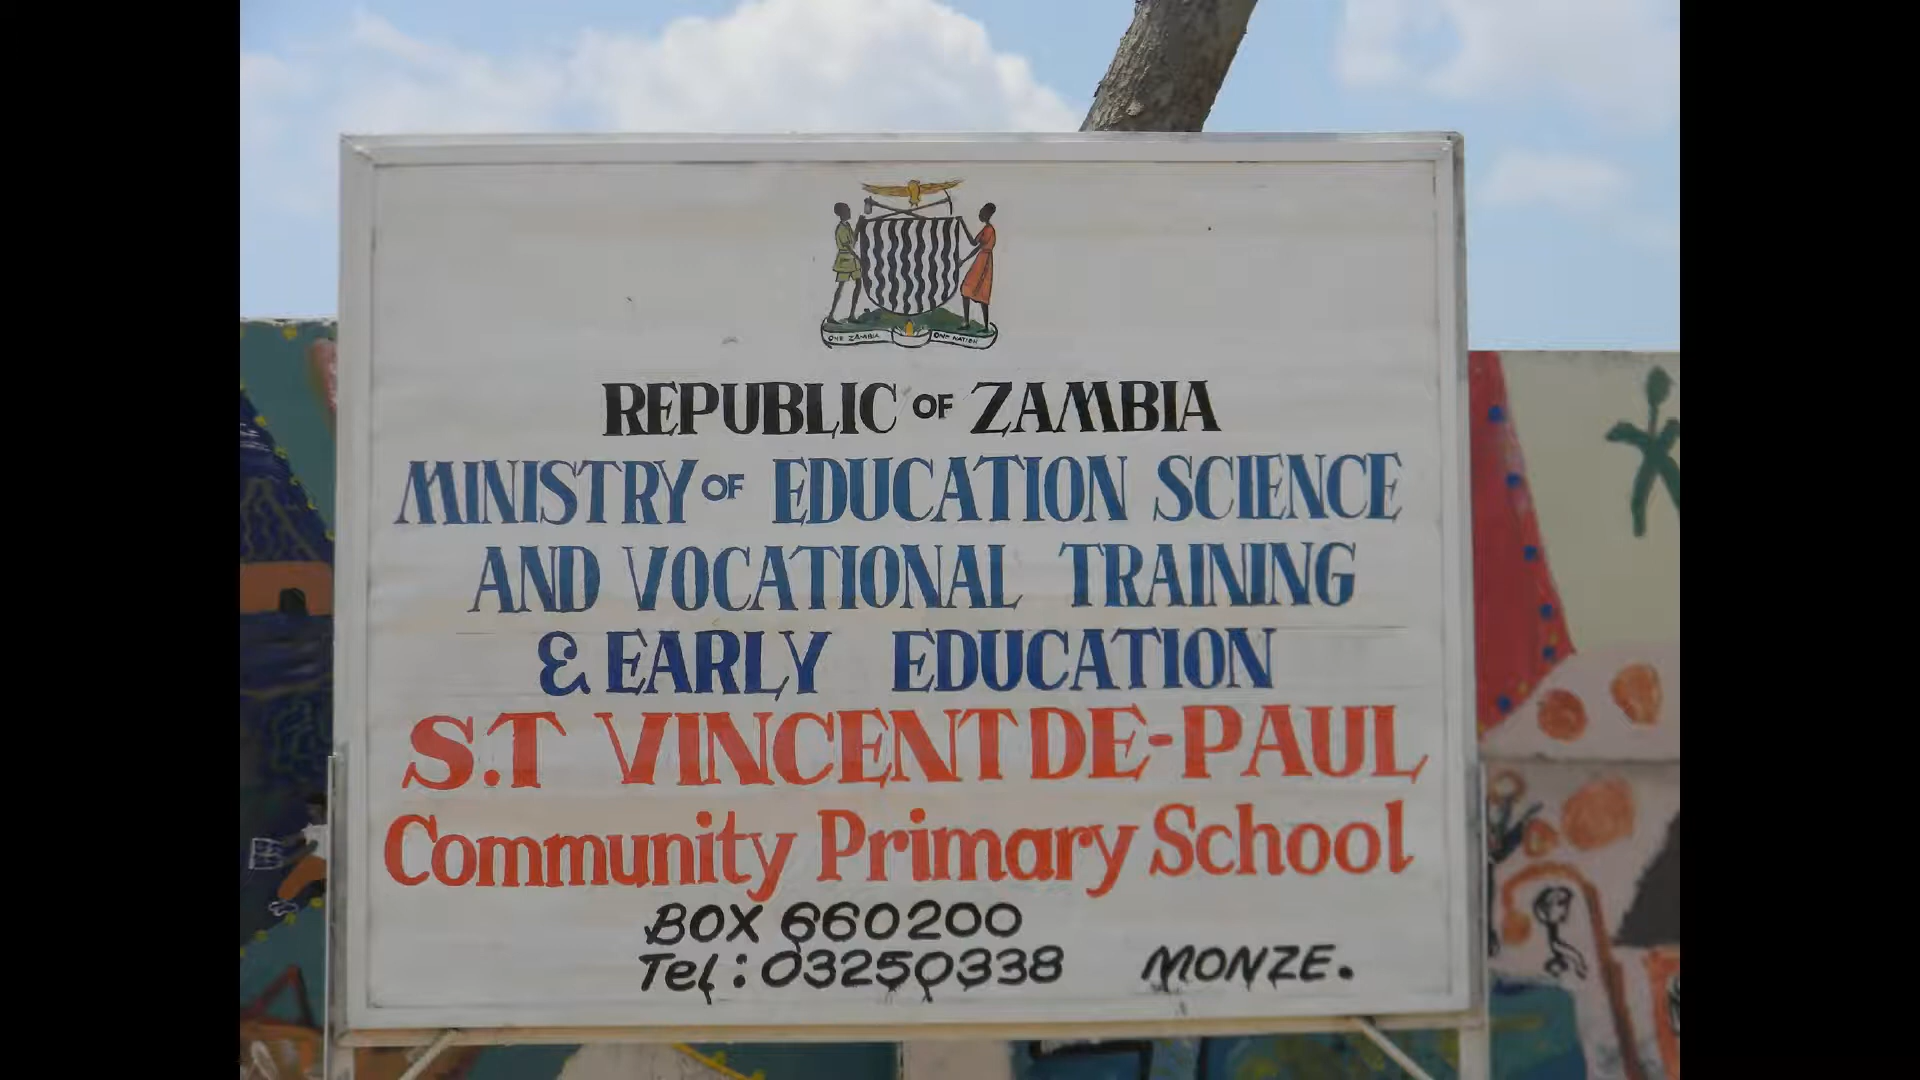 ONE ZAMBIA ONE NATION
REPUBLIC OF ZAMBIA
MINISTRY OF EDUCATION SCIENCE
AND VOCATIONAL TRAINING
& EARLY EDUCATION
S.T VINCENT DE-PAUL
Community Primary School
BOX 660200
Tel: 03250338 MONZE.